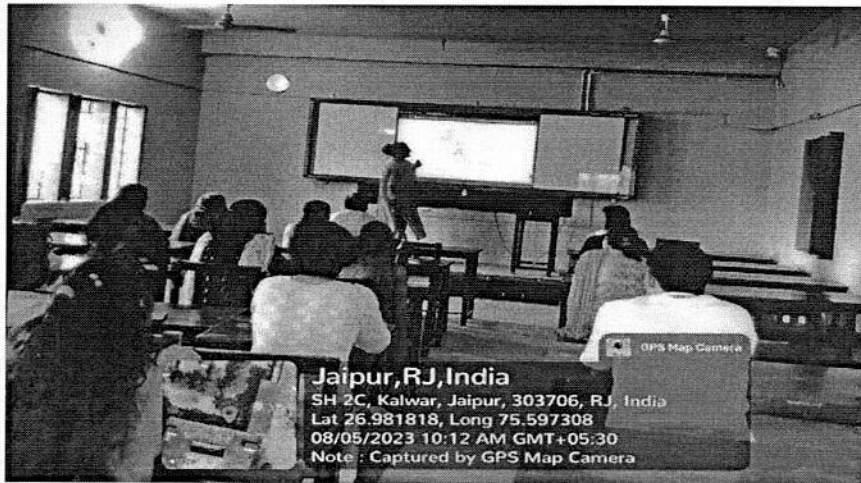 GPS Map Camera
Jaipur,RJ,India
SH 2C, Kalwar, Jaipur, 303706, RJ, India
Lat 26.981818, Long 75.597308
08/05/2023 10:12 AM GMT+05:30
Note : Captured by GPS Map Camera